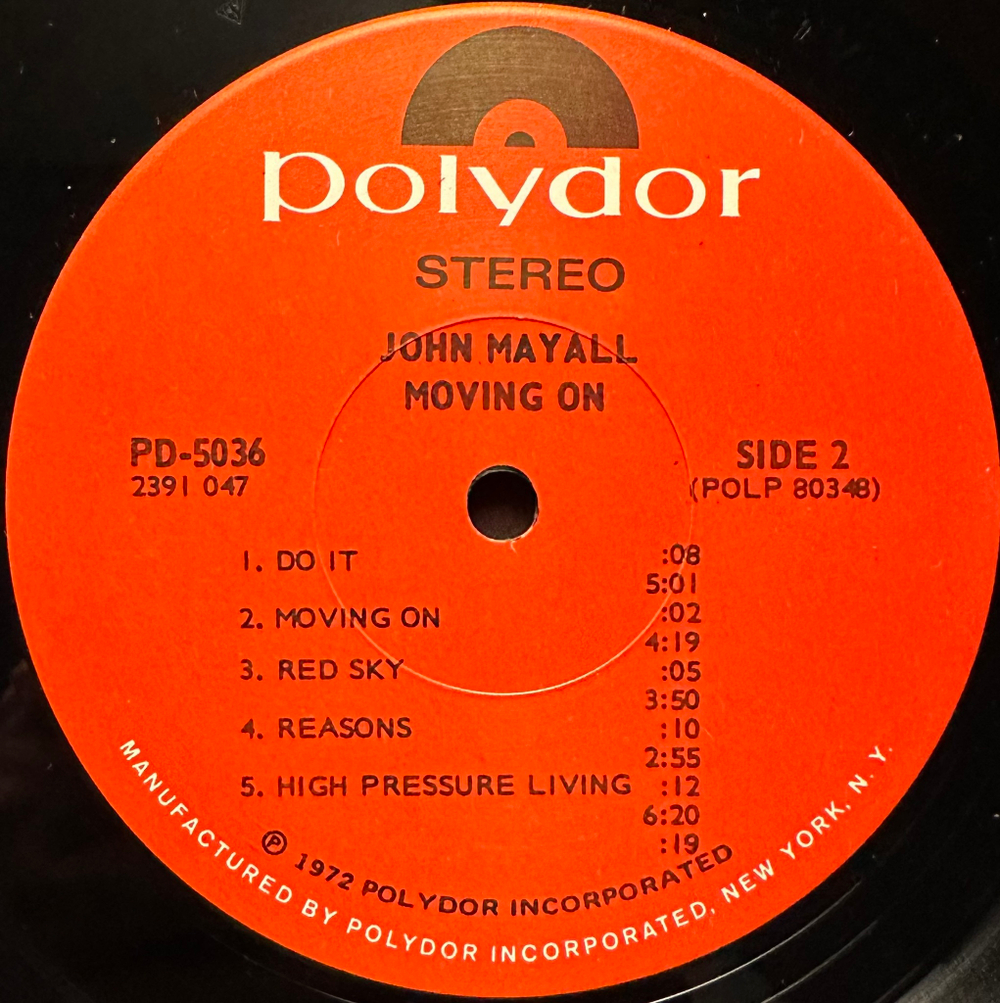 polydor
STEREO
JOHN MAYALL
MOVING ON
PD-5036 SIDE 2
2391 047 (POLP 80348)
1. DO IT :08
5:01
2. MOVING ON :02
4:19
3. RED SKY :05
3:50
4. REASONS :10
2:55
5. HIGH PRESSURE LIVING :12
6:20
:19
℗ 1972 POLYDOR INCORPORATED
MANUFACTURED BY POLYDOR INCORPORATED, NEW YORK, N. Y.